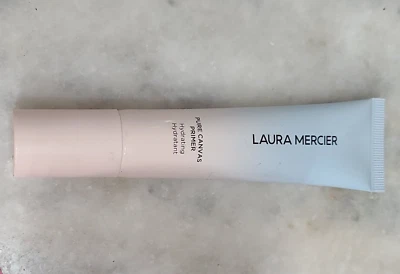 LAURA MERCIER
PURE CANVAS
PRIMER
Hydrating
Hydratant